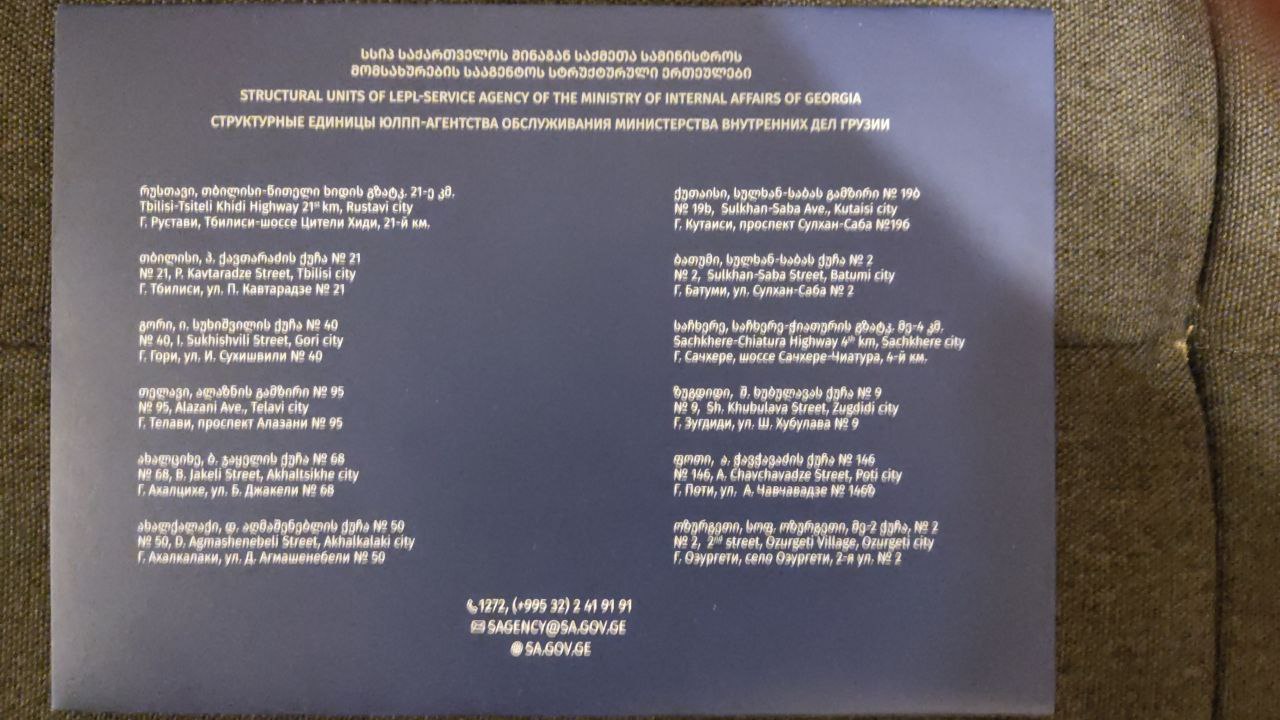 სსიპ საქართველოს შინაგან საქმეთა სამინისტროს
მომსახურების სააგენტოს სტრუქტურული ერთეულები
STRUCTURAL UNITS OF LEPL-SERVICE AGENCY OF THE MINISTRY OF INTERNAL AFFAIRS OF GEORGIA
СТРУКТУРНЫЕ ЕДИНИЦЫ ЮЛПП-АГЕНТСТВА ОБСЛУЖИВАНИЯ МИНИСТЕРСТВА ВНУТРЕННИХ ДЕЛ ГРУЗИИ
რუსთავი, თბილისი-წითელი ხიდის გზატკ. 21-ე კმ.
Tbilisi-Tsiteli Khidi Highway 21st km, Rustavi city
Г. Рустави, Тбилиси-шоссе Цители Хиди, 21-й км.
თბილისი, პ. ქავთარაძის ქუჩა № 21
№ 21, P. Kavtaradze Street, Tbilisi city
Г. Тбилиси, ул. П. Кавтарадзе № 21
გორი, ი. სუხიშვილის ქუჩა № 40
№ 40, I. Sukhishvili Street, Gori city
Г. Гори, ул. И. Сухишвили № 40
თელავი, ალაზნის გამზირი № 95
№ 95, Alazani Ave., Telavi city
Г. Телави, проспект Алазани № 95
ახალციხე, ბ. ჯაყელის ქუჩა № 68
№ 68, B. Jakeli Street, Akhaltsikhe city
Г. Ахалцихе, ул. Б. Джакели № 68
ახალქალაქი, დ. აღმაშენებლის ქუჩა № 50
№ 50, D. Agmashenebeli Street, Akhalkalaki city
Г. Ахалкалаки, ул. Д. Агмашенебели № 50
ქუთაისი, სულხან-საბას გამზირი № 19ბ
№ 19b, Sulkhan-Saba Ave., Kutaisi city
Г. Кутаиси, проспект Сулхан-Саба №19б
ბათუმი, სულხან-საბას ქუჩა № 2
№ 2, Sulkhan-Saba Street, Batumi city
Г. Батуми, ул. Сулхан-Саба № 2
საჩხერე, საჩხერე-ჭიათურის გზატკ. მე-4 კმ.
Sachkhere-Chiatura Highway 4th km, Sachkhere city
Г. Сачхере, шоссе Сачхере-Чиатура, 4-й км.
ზუგდიდი, შ. ხუბულავას ქუჩა № 9
№ 9, Sh. Khubulava Street, Zugdidi city
Г. Зугдиди, ул. Ш. Хубулава № 9
ფოთი, ა. ჭავჭავაძის ქუჩა № 146
№ 146, A. Chavchavadze Street, Poti city
Г. Поти, ул. А. Чавчавадзе
ოზურგეთი, სოფ. ოზურგეთი, მე-2 ქუჩა, № 2
№ 2, 2nd street, Ozurgeti Village, Ozurgeti city
Г. Озургети, село Озургети, 2-я ул. № 2
1272, (+995 32) 2 41 91 91
SAGENCY@SA.GOV.GE
SA.GOV.GE